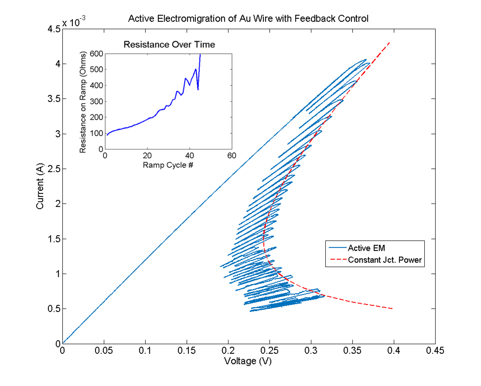 Active Electromigration of Au Wire with Feedback Control
4.5 x 10⁻³
4
3.5
3
2.5
2
1.5
1
0.5
0
Current (A)
0 0.05 0.1 0.15 0.2 0.25 0.3 0.35 0.4 0.45
Voltage (V)
Resistance Over Time
600
500
400
300
200
100
0
Resistance on Ramp (Ohms)
0 20 40 60
Ramp Cycle #
Active EM
Constant Jct. Power